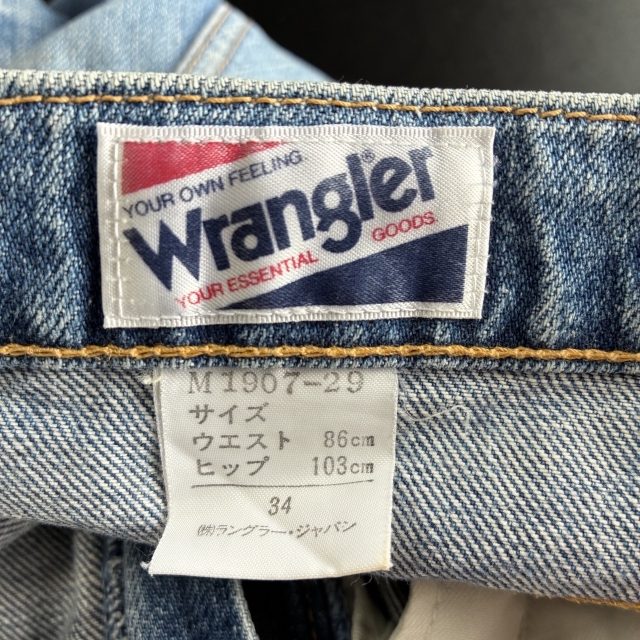 YOUR OWN FEELING
Wrangler®
YOUR ESSENTIAL GOODS.
M1907-29
サイズ
ウエスト 86cm
ヒップ 103cm
34
㈱ラングラー・ジャパン